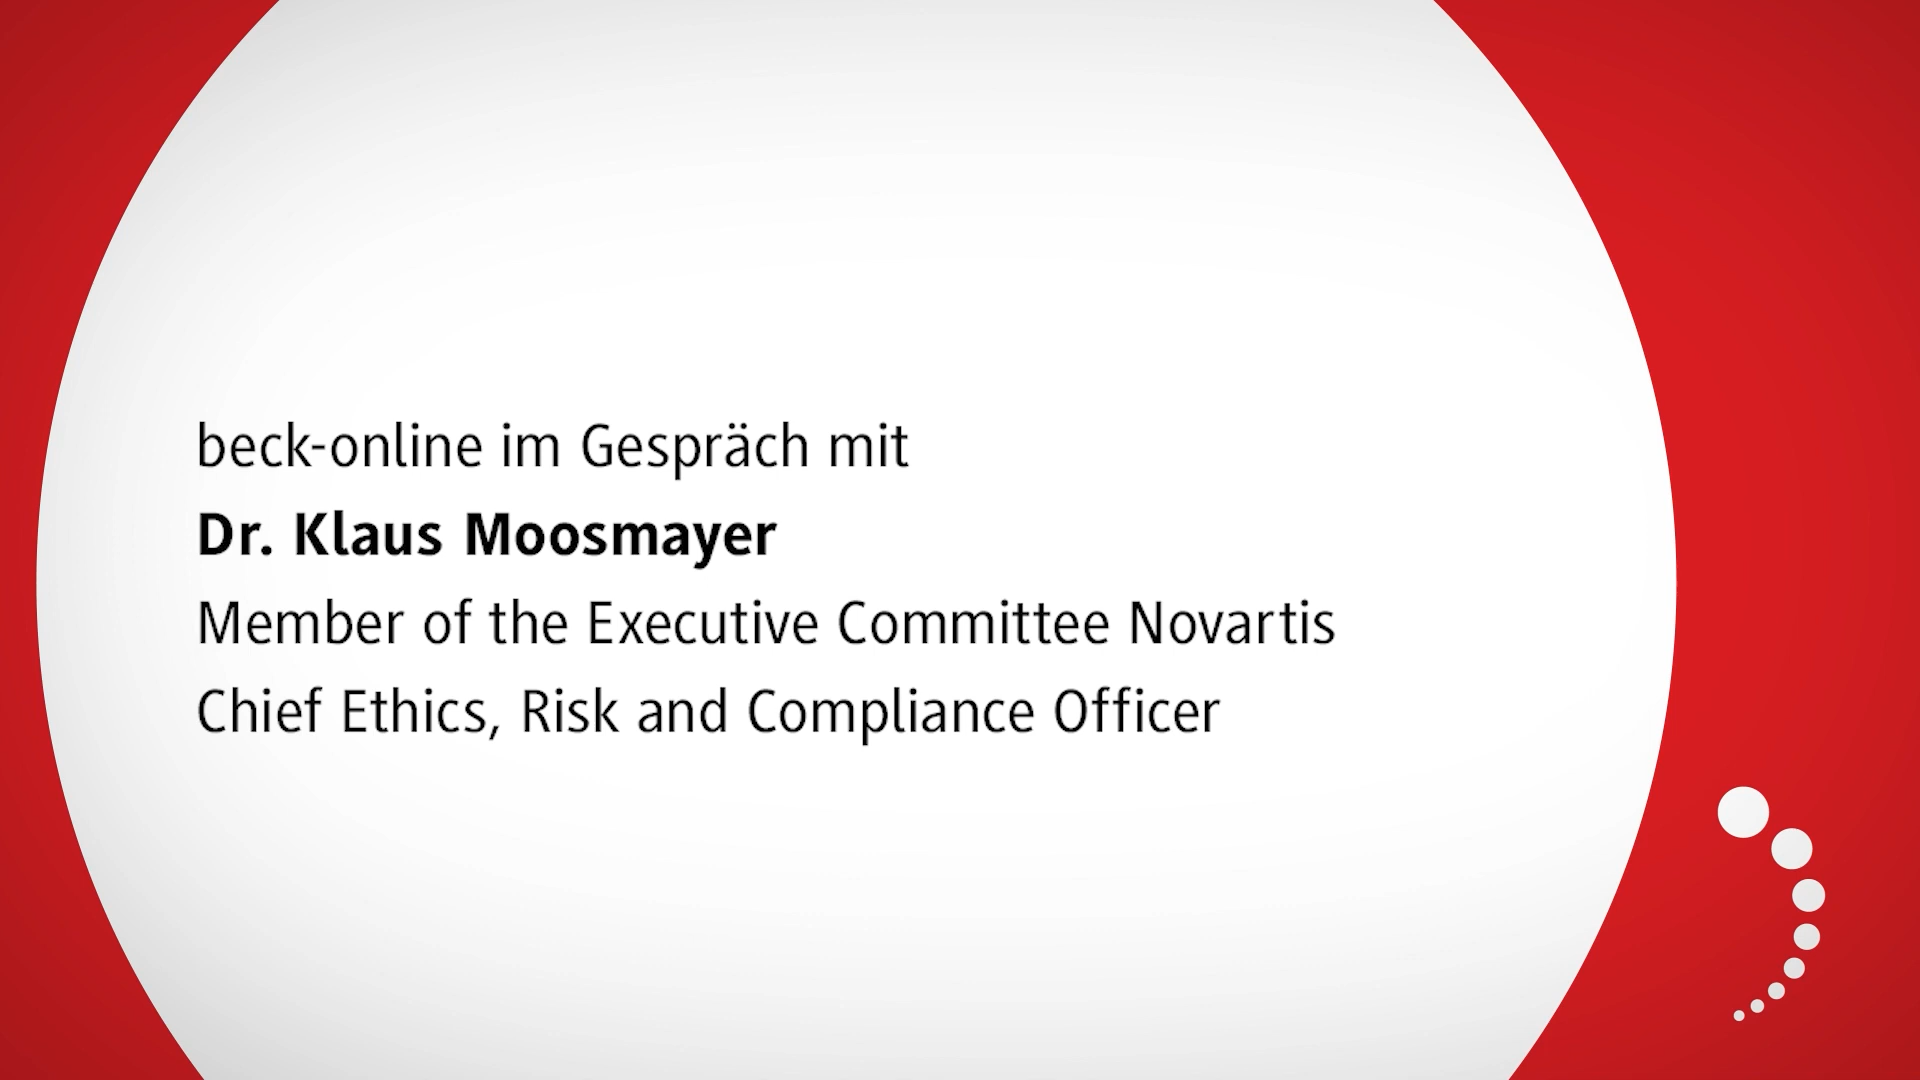 beck-online im Gespräch mit
Dr. Klaus Moosmayer
Member of the Executive Committee Novartis
Chief Ethics, Risk and Compliance Officer